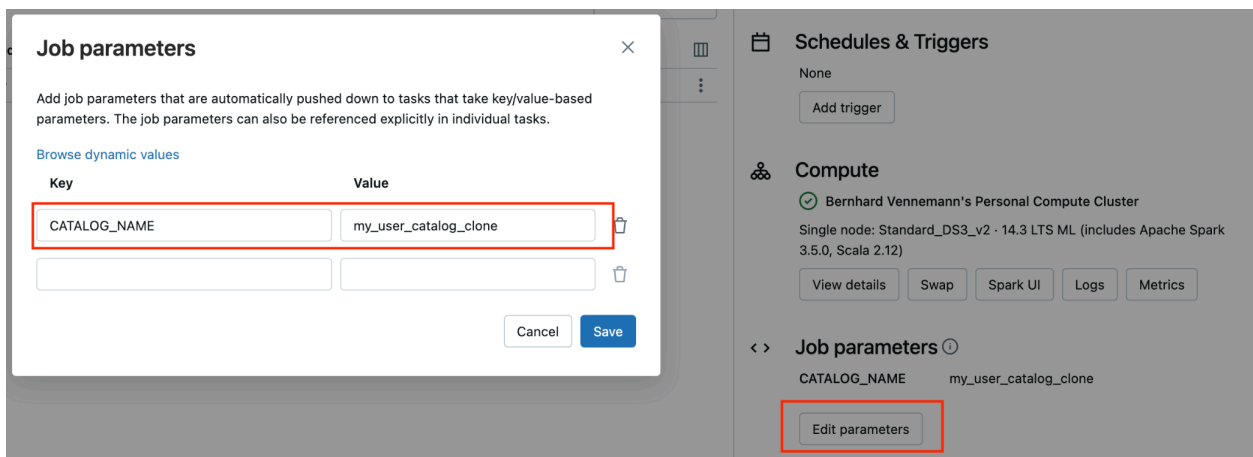 Job parameters
Add job parameters that are automatically pushed down to tasks that take key/value-based
parameters. The job parameters can also be referenced explicitly in individual tasks.
Browse dynamic values
Key Value
CATALOG_NAME my_user_catalog_clone
Cancel Save
Schedules & Triggers
None
Add trigger
Compute
Bernhard Vennemann's Personal Compute Cluster
Single node: Standard_DS3_v2 · 14.3 LTS ML (includes Apache Spark
3.5.0, Scala 2.12)
View details Swap Spark UI Logs Metrics
Job parameters
CATALOG_NAME my_user_catalog_clone
Edit parameters